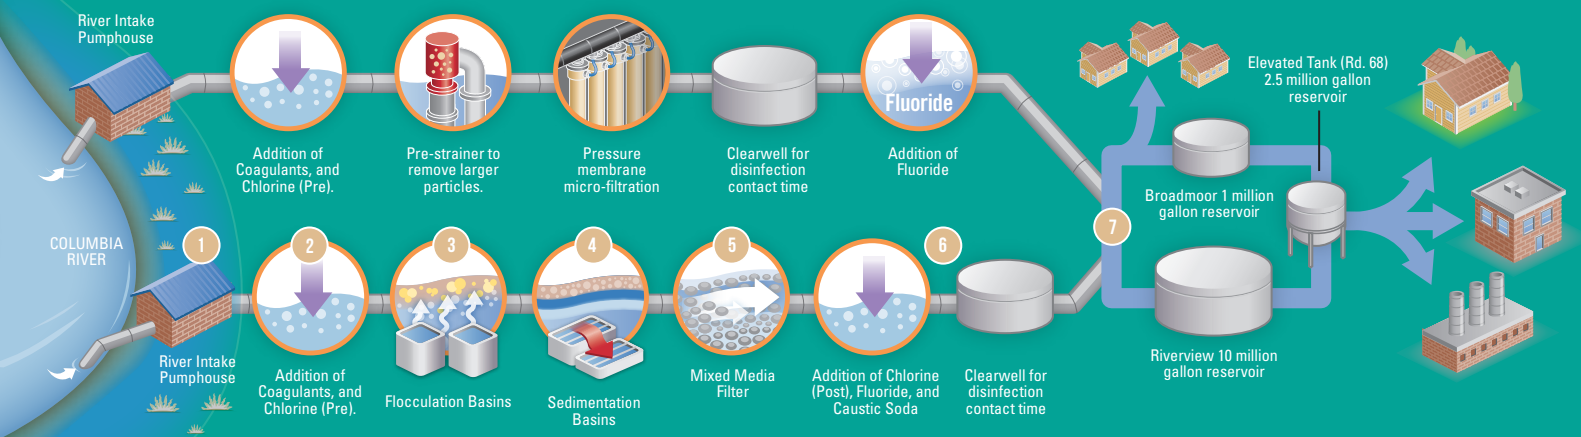 River Intake
Pumphouse
Addition of
Coagulants, and
Chlorine (Pre).
Pre-strainer to
remove larger
particles.
Pressure
membrane
micro-filtration
Clearwell for
disinfection
contact time
Fluoride
Addition of
Fluoride
Elevated Tank (Rd. 68)
2.5 million gallon
reservoir
Broadmoor 1 million
gallon reservoir
COLUMBIA
RIVER
1
River Intake
Pumphouse
2
Addition of
Coagulants, and
Chlorine (Pre).
3
Flocculation Basins
4
Sedimentation
Basins
5
Mixed Media
Filter
6
Addition of Chlorine
(Post), Fluoride, and
Caustic Soda
Clearwell for
disinfection
contact time
7
Riverview 10 million
gallon reservoir